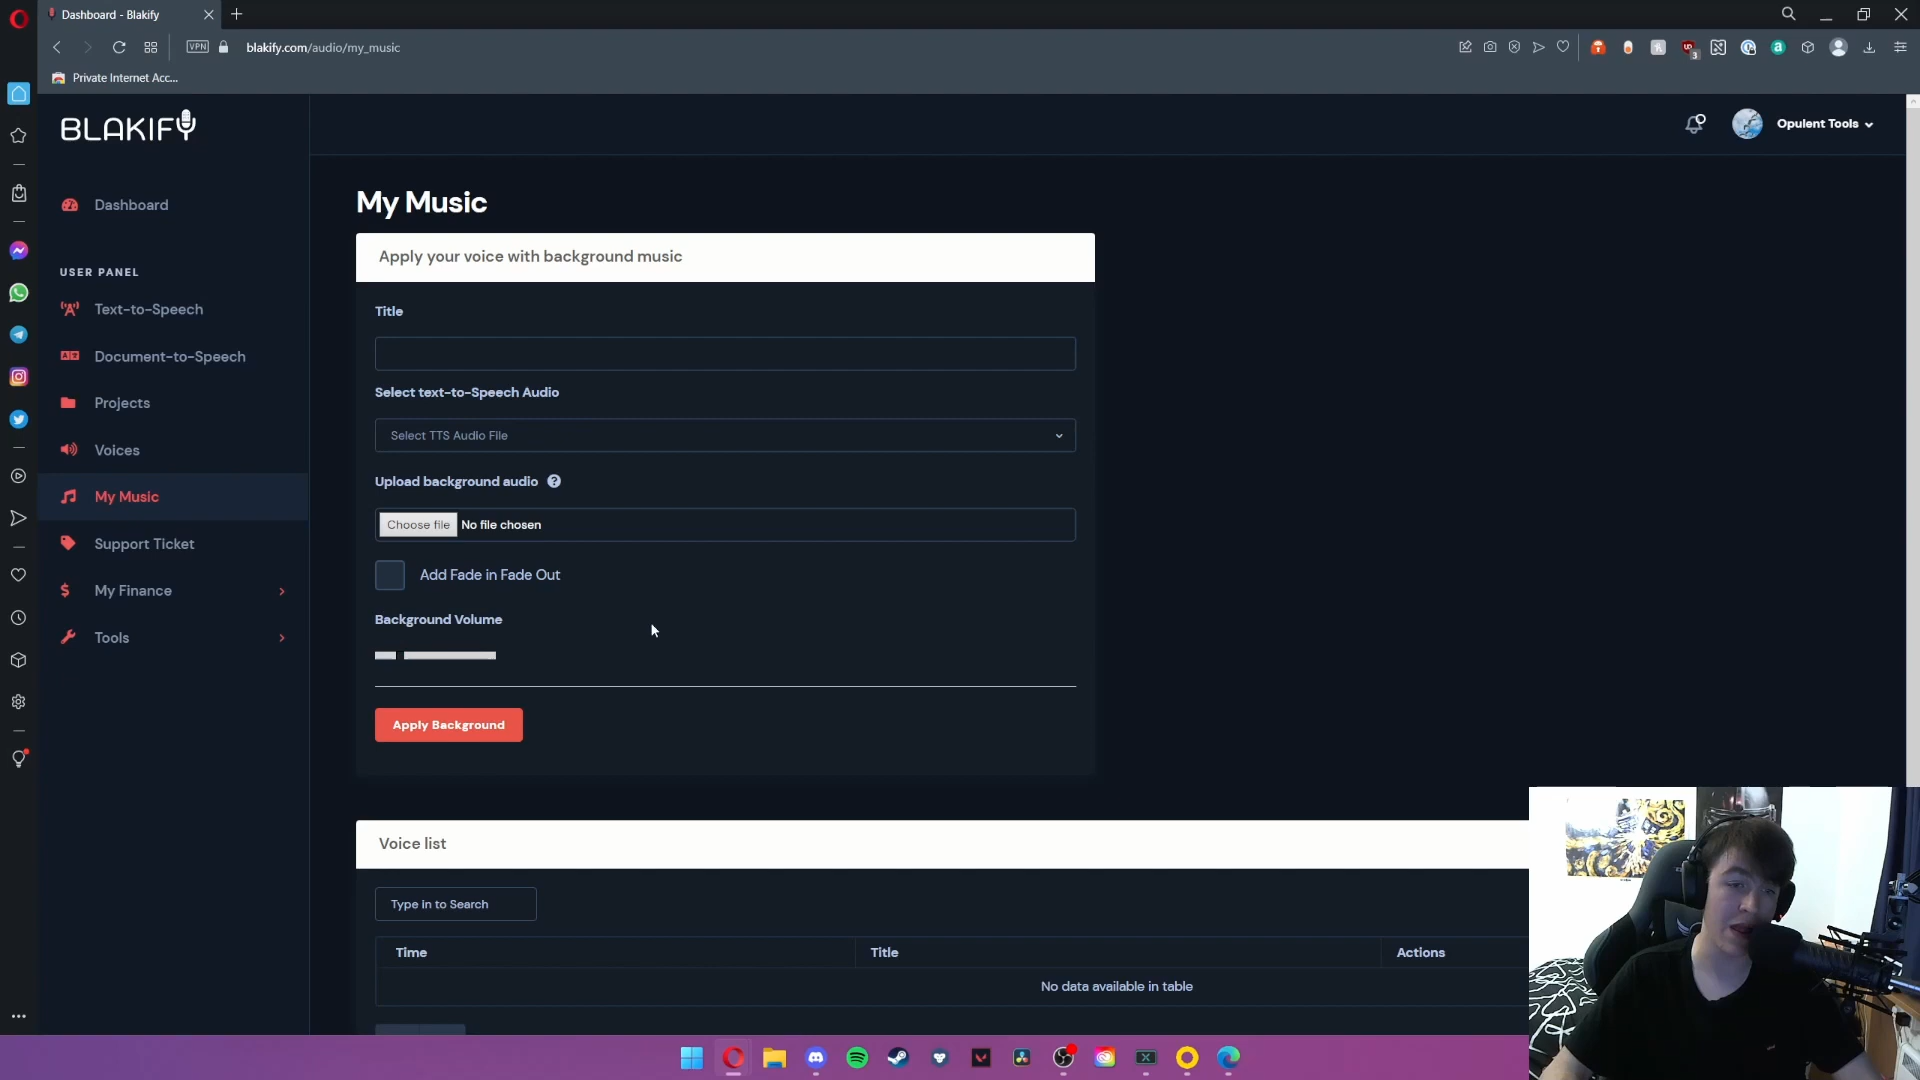 Dashboard - Blakify
VPN
blakify.com/audio/my_music
Private Internet Acc...
BLAKIFY
Opulent Tools
Dashboard
USER PANEL
Text-to-Speech
Document-to-Speech
Projects
Voices
My Music
Support Ticket
My Finance
Tools
My Music
Apply your voice with background music
Title
Select text-to-Speech Audio
Select TTS Audio File
Upload background audio ?
Choose file No file chosen
Add Fade in Fade Out
Background Volume
Apply Background
Voice list
Type in to Search
Time Title Actions
No data available in table